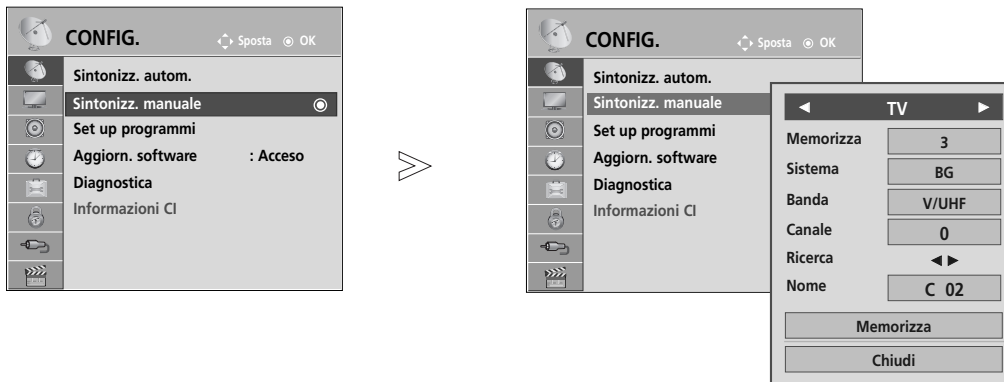 CONFIG. Sposta OK
Sintonizz. autom.
Sintonizz. manuale
Set up programmi
Aggiorn. software : Acceso
Diagnostica
Informazioni CI
CONFIG. Sposta OK
Sintonizz. autom.
Sintonizz. manuale
Set up programmi
Aggiorn. software
Diagnostica
Informazioni CI
◄ TV ►
Memorizza 3
Sistema BG
Banda V/UHF
Canale 0
Ricerca ◄ ►
Nome C 02
Memorizza
Chiudi